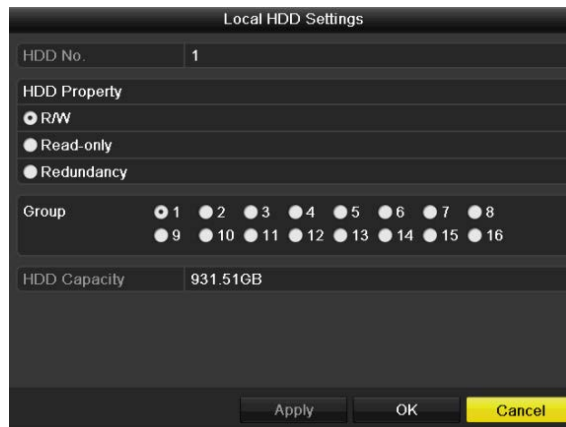 Local HDD Settings
HDD No. 1
HDD Property
R/W
Read-only
Redundancy
Group 1 2 3 4 5 6 7 8
9 10 11 12 13 14 15 16
HDD Capacity 931.51GB
Apply OK Cancel